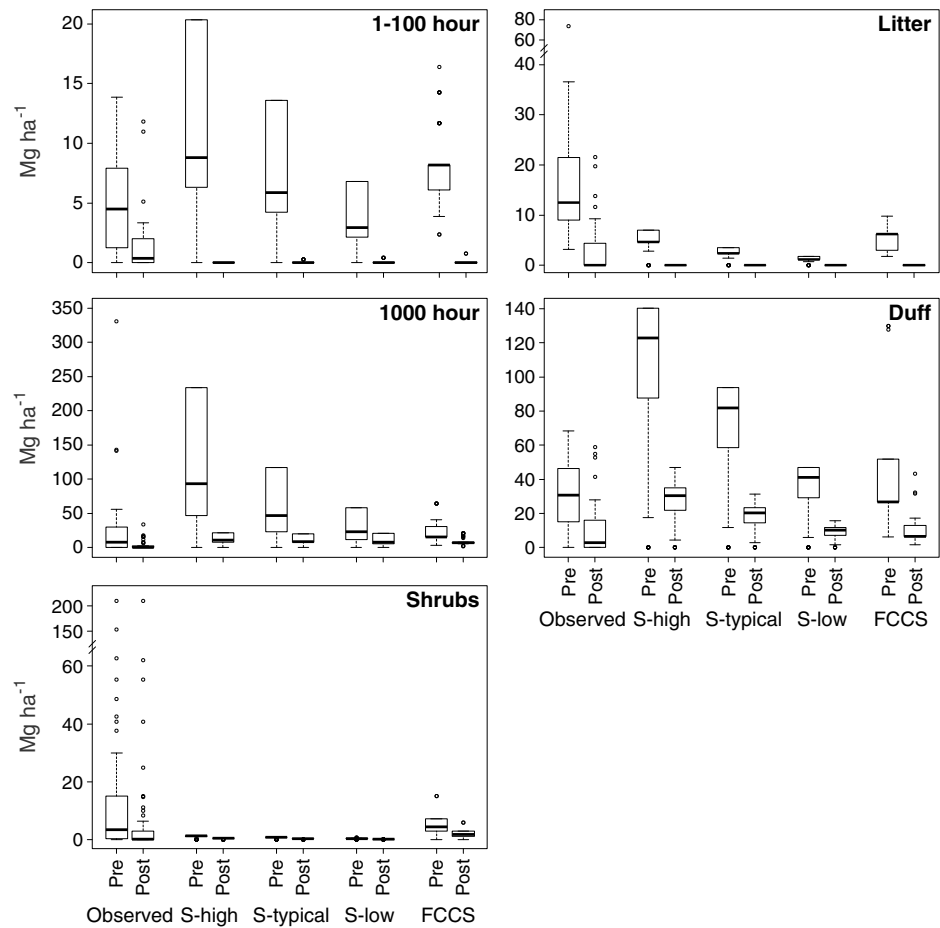 1-100 hour
20
15
10
5
0
Mg ha⁻¹
Litter
80
60
40
30
20
10
0
1000 hour
350
300
250
200
150
100
50
0
Mg ha⁻¹
Duff
140
120
100
80
60
40
20
0
Pre Post Pre Post Pre Post Pre Post Pre Post
Observed S-high S-typical S-low FCCS
Shrubs
200
150
60
40
20
0
Mg ha⁻¹
Pre Post Pre Post Pre Post Pre Post Pre Post
Observed S-high S-typical S-low FCCS